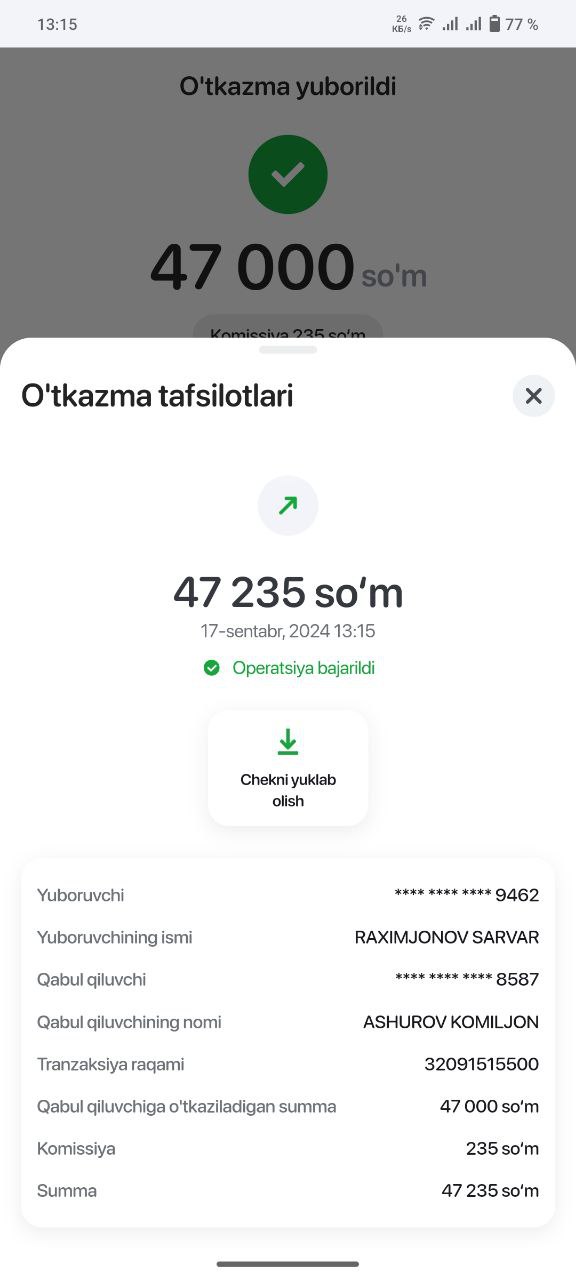 13:15
26
КБ/s
77 %
O'tkazma yuborildi
47 000 so'm
Komissiya 235 so‘m
O'tkazma tafsilotlari
47 235 so‘m
17-sentabr, 2024 13:15
Operatsiya bajarildi
Chekni yuklab
olish
Yuboruvchi **** **** **** 9462
Yuboruvchining ismi RAXIMJONOV SARVAR
Qabul qiluvchi **** **** **** 8587
Qabul qiluvchining nomi ASHUROV KOMILJON
Tranzaksiya raqami 32091515500
Qabul qiluvchiga o'tkaziladigan summa 47 000 so‘m
Komissiya 235 so‘m
Summa 47 235 so‘m